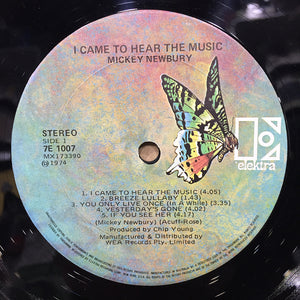 I CAME TO HEAR THE MUSIC
MICKEY NEWBURY
STEREO
SIDE 1
7E 1007
MX173390
℗ 1974
elektra
1. I CAME TO HEAR THE MUSIC (4.05)
2. BREEZE LULLABY (1.43)
3. YOU ONLY LIVE ONCE (In A While) (3.35)
4. YESTERDAY'S GONE (4.02)
5. IF YOU SEE HER (4.17)
(Mickey Newbury) (Acuff-Rose)
Produced by Chip Young
Manufactured & Distributed by
WEA Records Pty. Limited